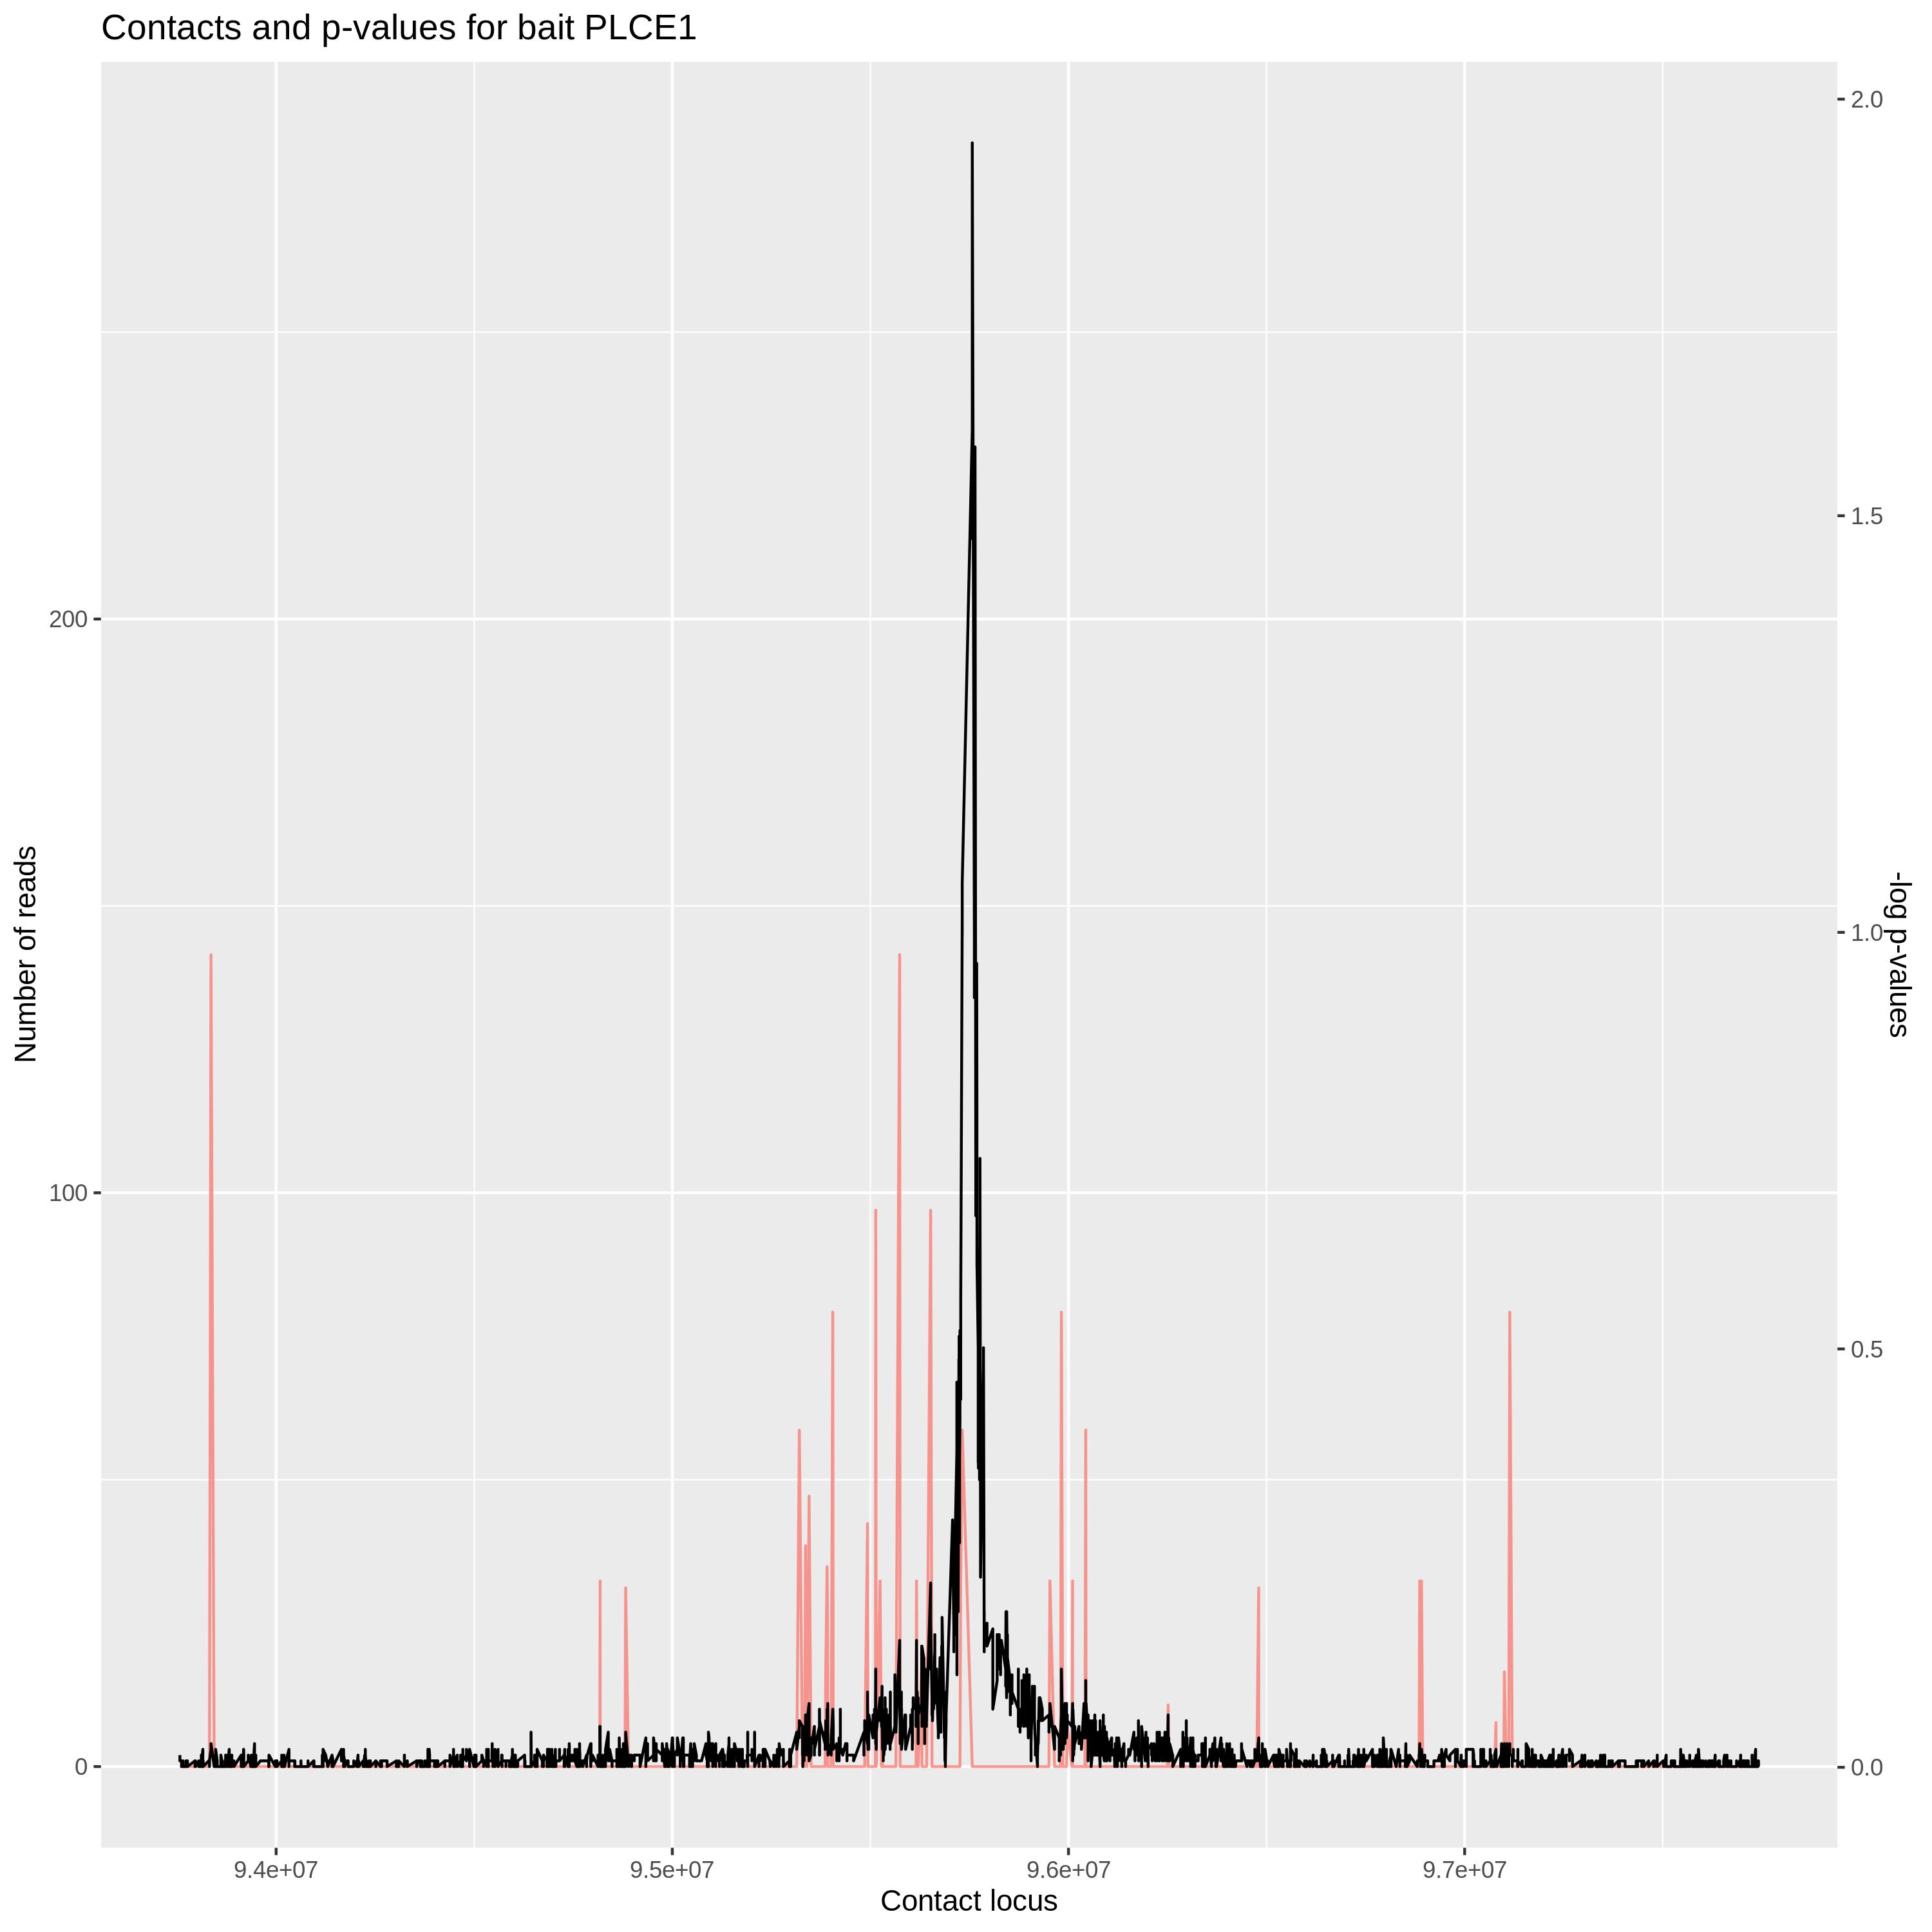 Contacts and p-values for bait PLCE1
Number of reads
200
100
0
2.0
1.5
1.0
0.5
0.0
-log p-values
9.4e+07 9.5e+07 9.6e+07 9.7e+07
Contact locus